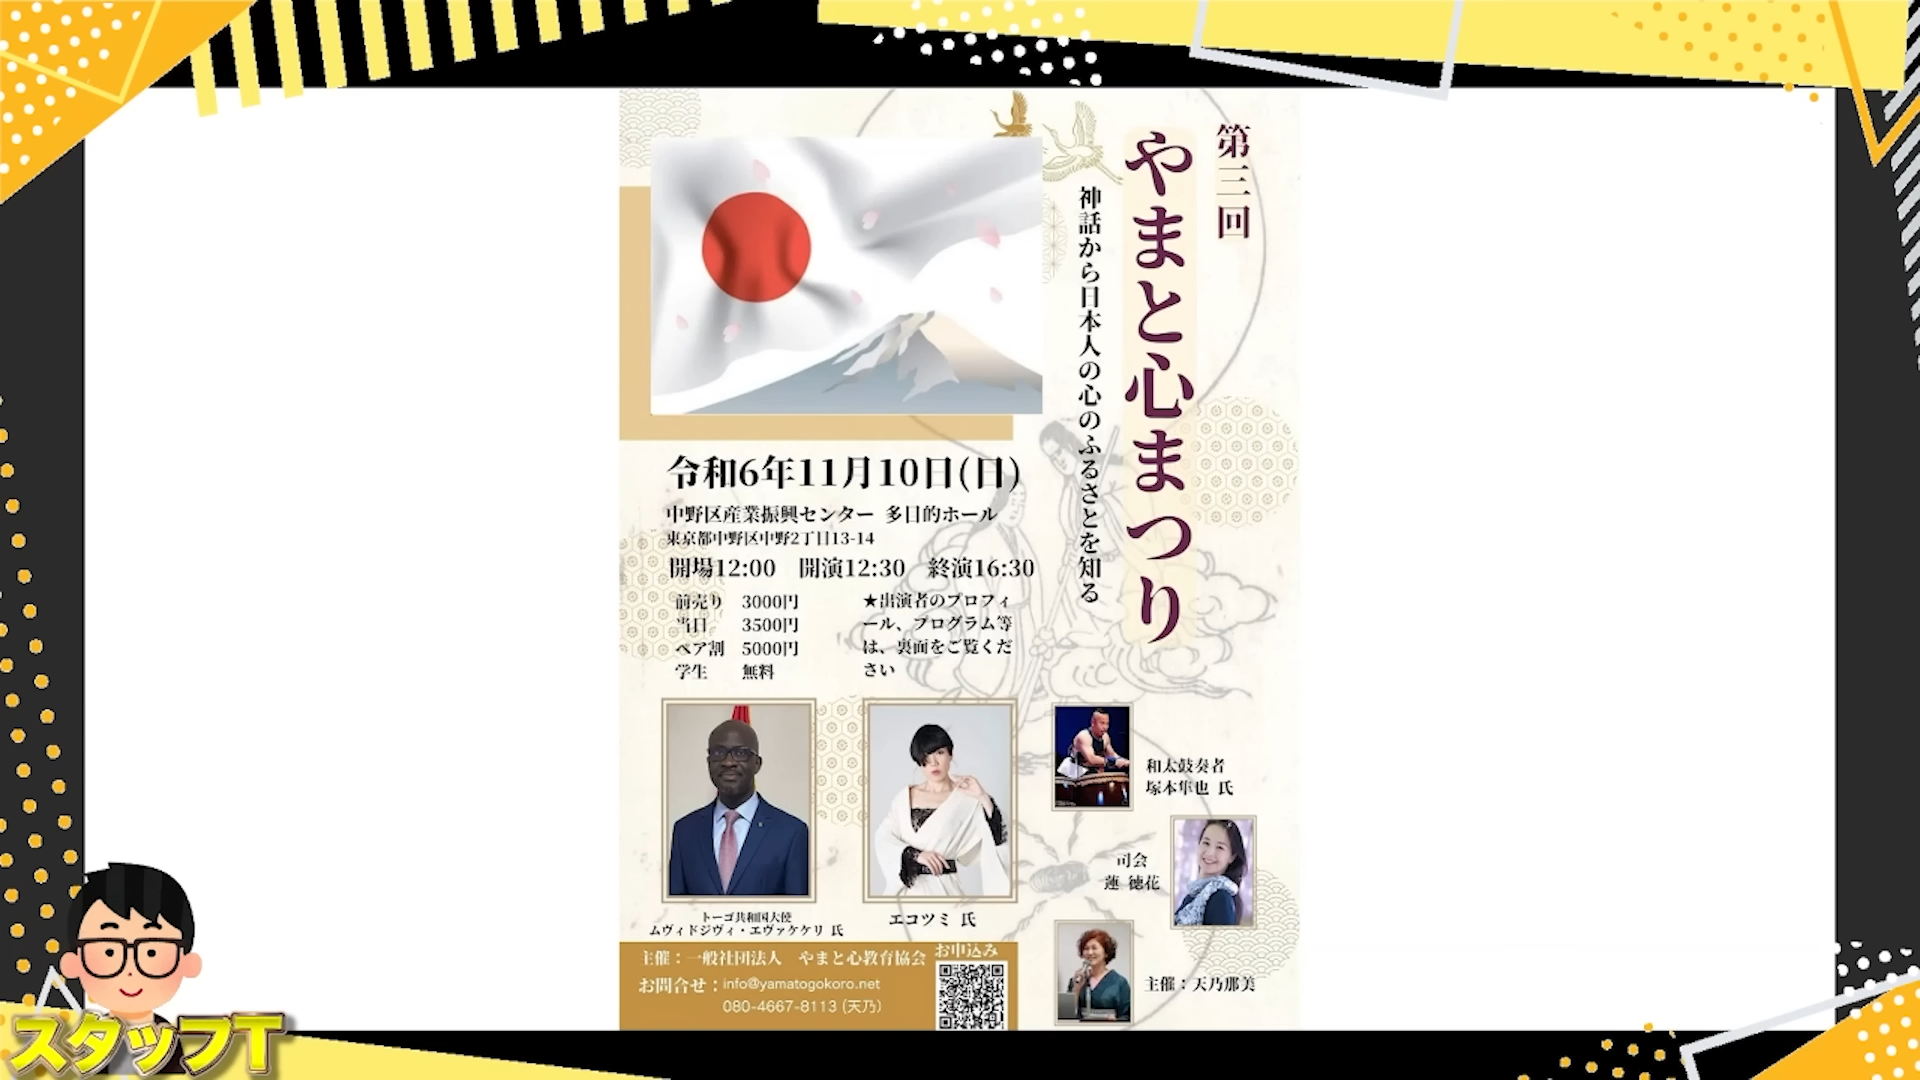 第三回
やまと心まつり
神話から日本人の心のふるさとを知る
令和6年11月10日(日)
中野区産業振興センター 多目的ホール
東京都中野区中野2丁目13-14
開場12:00 開演12:30 終演16:30
前売り 3000円
当日 3500円
ペア割 5000円
学生 無料
★出演者のプロフィ
ール、プログラム等
は、裏面をご覧くだ
さい
トーゴ共和国大使
ムヴィドジヴィ・エヴァケケリ 氏
エコツミ 氏
和太鼓奏者
塚本隼也 氏
司会
蓮 徳花
主催：天乃那美
主催：一般社団法人 やまと心教育協会
お問合せ：info@yamatogokoro.net
080-4667-8113 (天乃)
お申込み
スタッフT